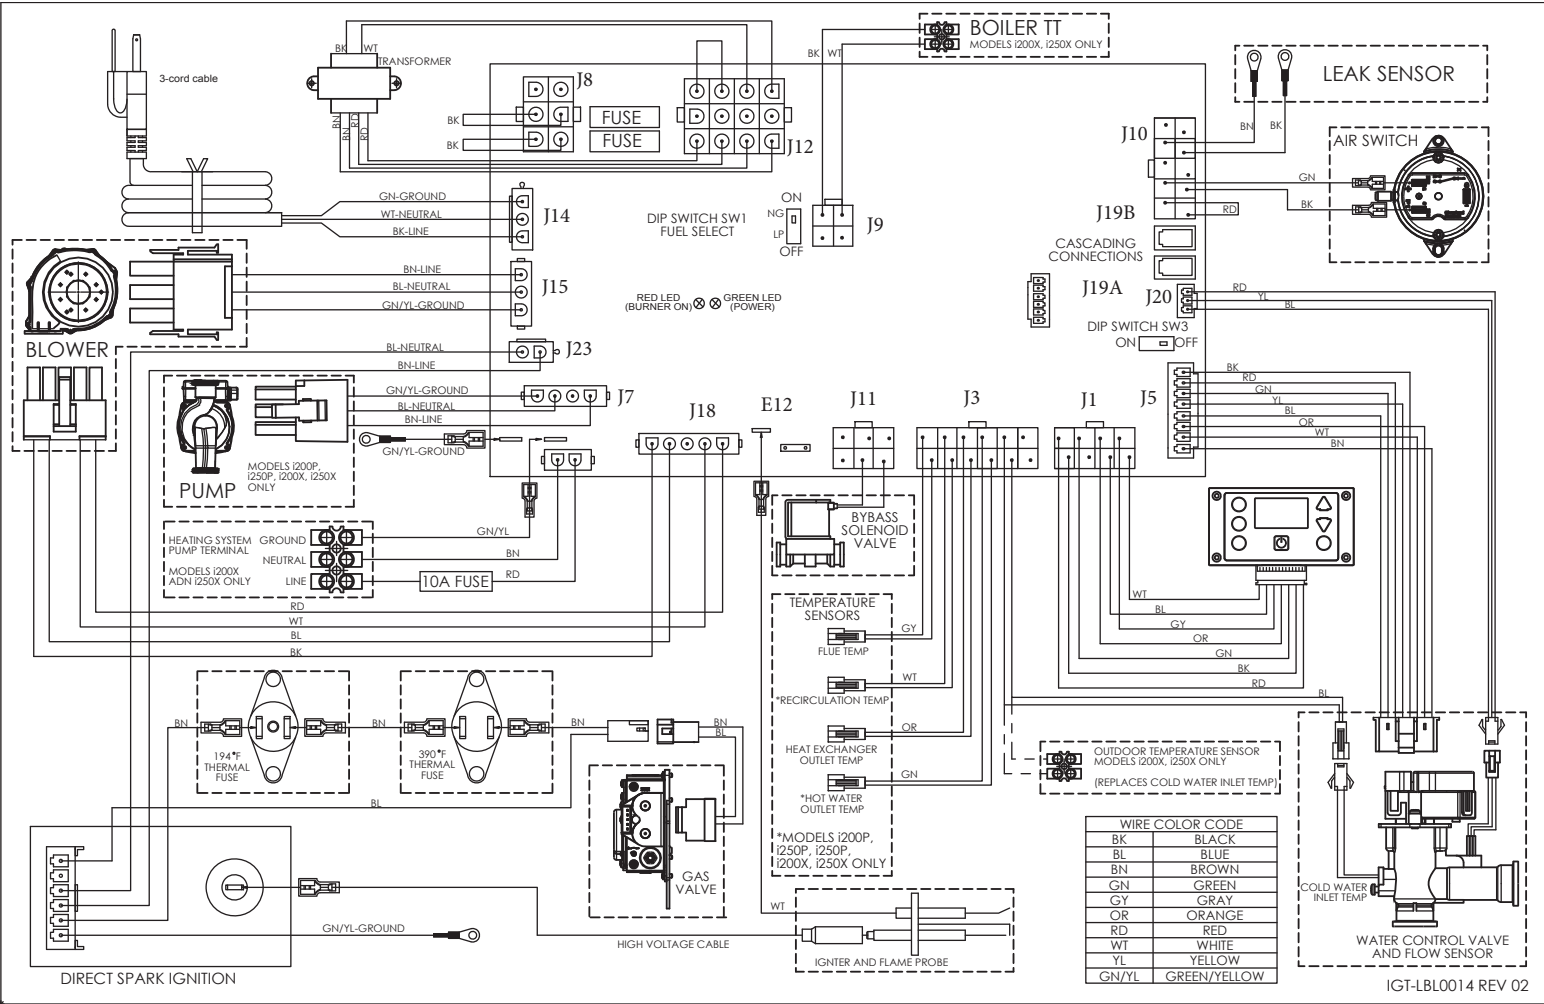 BOILER TT
MODELS i200X, i250X ONLY
BK
WT
BK
WT
TRANSFORMER
3-cord cable
J8
LEAK SENSOR
FUSE
FUSE
BK
BK
BN
BN
RD
RD
J12
J10
BN
BK
AIR SWITCH
GN
BK
RD
GN-GROUND
WT-NEUTRAL
BK-LINE
J14
DIP SWITCH SW1
FUEL SELECT
ON
NG
LP
OFF
J9
J19B
CASCADING
CONNECTIONS
BN-LINE
BL-NEUTRAL
GN/YL-GROUND
J15
RED LED
(BURNER ON)
GREEN LED
(POWER)
J19A
J20
RD
YL
BL
DIP SWITCH SW3
ON
OFF
BLOWER
BL-NEUTRAL
BN-LINE
J23
GN/YL-GROUND
BL-NEUTRAL
BN-LINE
J7
GN/YL-GROUND
MODELS i200P,
i250P, i200X, i250X
ONLY
PUMP
J18
E12
J11
J3
J1
J5
BK
RD
GN
YL
BL
OR
WT
BN
HEATING SYSTEM
PUMP TERMINAL
MODELS i200X
ADN i250X ONLY
GROUND
NEUTRAL
LINE
GN/YL
BN
10A FUSE
RD
BYBASS
SOLENOID
VALVE
RD
WT
BL
BK
TEMPERATURE
SENSORS
GY
FLUE TEMP
WT
*RECIRCULATION TEMP
OR
HEAT EXCHANGER
OUTLET TEMP
GN
*HOT WATER
OUTLET TEMP
*MODELS i200P,
i250P, i250P,
i200X, i250X ONLY
WT
BL
GY
OR
GN
BK
RD
BL
BN
194°F
THERMAL
FUSE
BN
390°F
THERMAL
FUSE
BN
BN
BL
BL
GAS
VALVE
OUTDOOR TEMPERATURE SENSOR
MODELS i200X, i250X ONLY
(REPLACES COLD WATER INLET TEMP)
WIRE COLOR CODE
BK BLACK
BL BLUE
BN BROWN
GN GREEN
GY GRAY
OR ORANGE
RD RED
WT WHITE
YL YELLOW
GN/YL GREEN/YELLOW
COLD WATER
INLET TEMP
WATER CONTROL VALVE
AND FLOW SENSOR
GN/YL-GROUND
DIRECT SPARK IGNITION
HIGH VOLTAGE CABLE
WT
IGNTER AND FLAME PROBE
IGT-LBL0014 REV 02